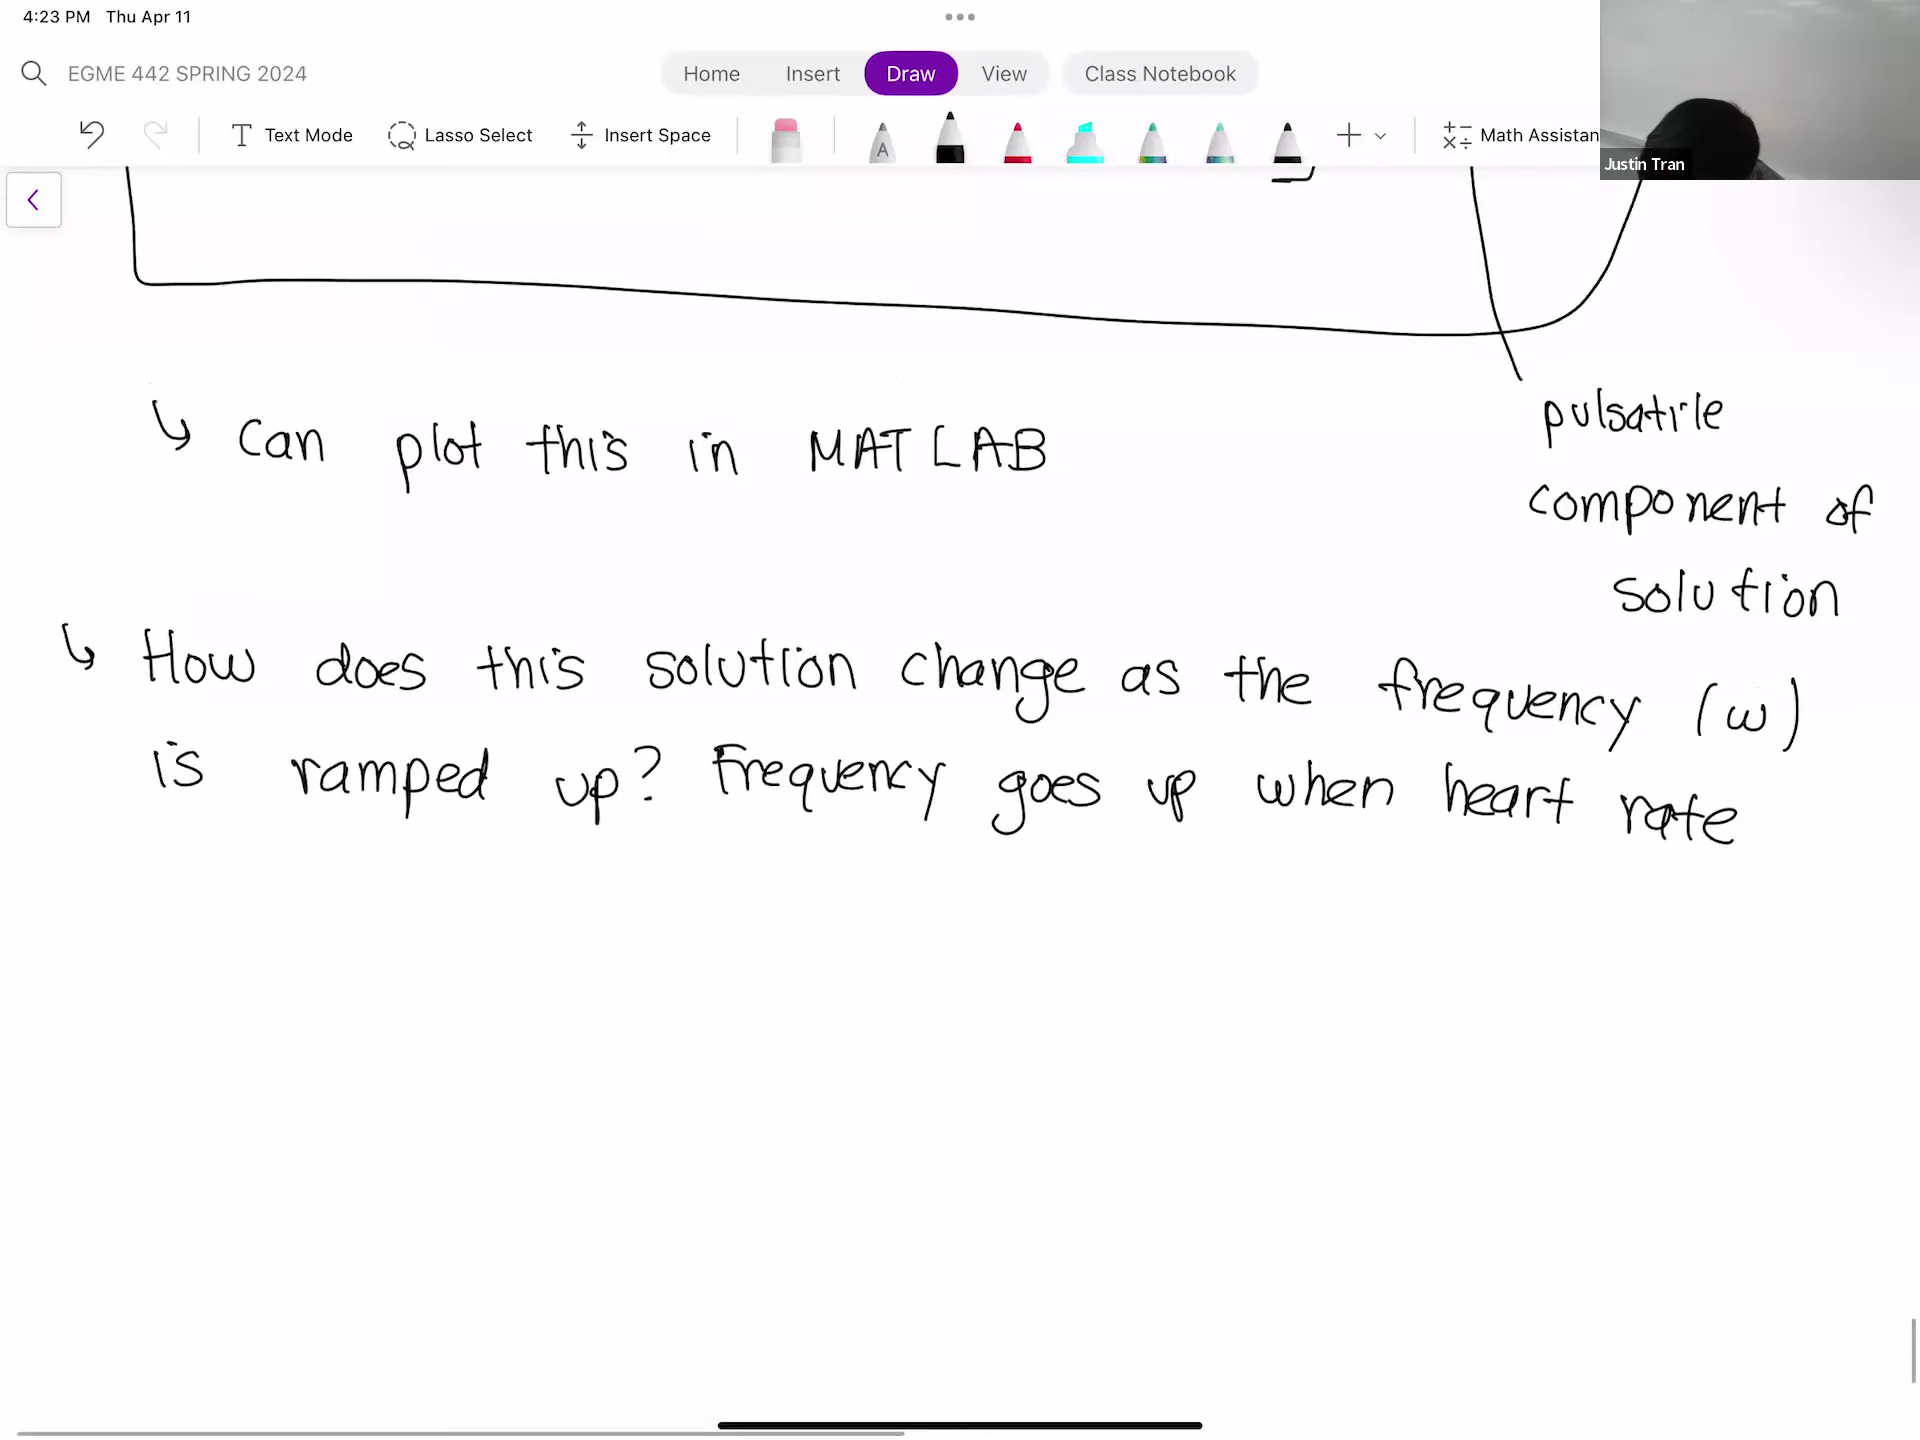 4:23 PM Thu Apr 11
EGME 442 SPRING 2024
Home Insert Draw View Class Notebook
Text Mode Lasso Select Insert Space A Math Assistan
Justin Tran
↳ can plot this in MATLAB
pulsatile
component of
solution
↳ How does this solution change as the frequency (ω)
is ramped up? Frequency goes up when heart rate